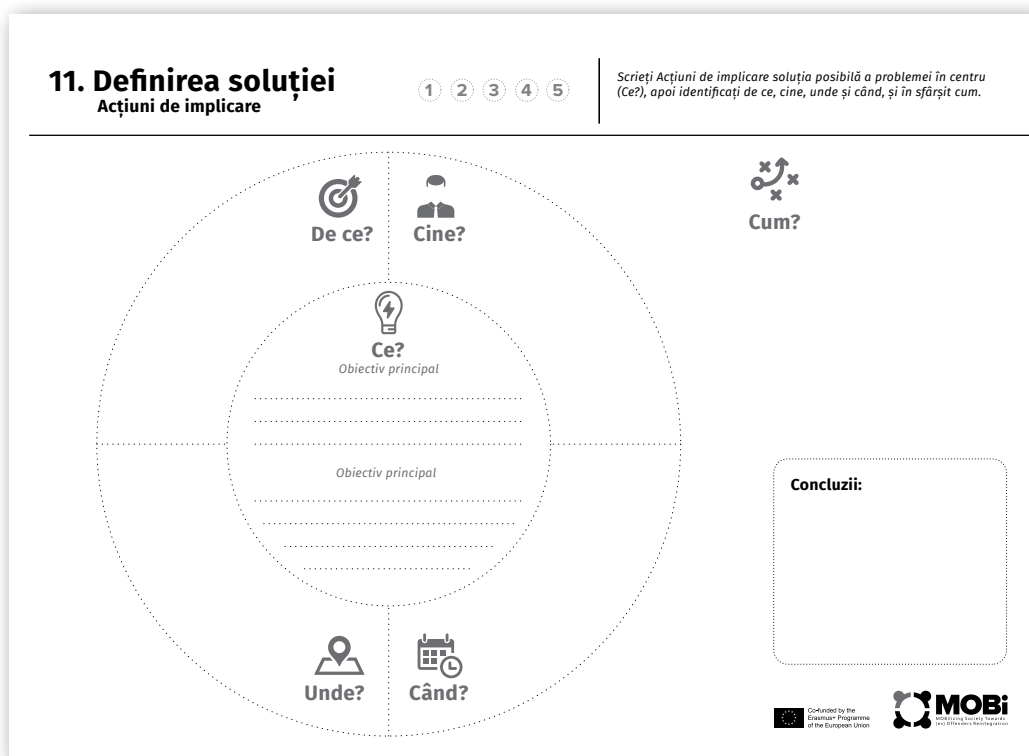 11. Definirea soluției
Acțiuni de implicare
1 2 3 4 5
Scrieți Acțiuni de implicare soluția posibilă a problemei în centru
(Ce?), apoi identificați de ce, cine, unde și când, și în sfârșit cum.
De ce?
Cine?
Cum?
Ce?
Obiectiv principal
Obiectiv principal
Concluzii:
Unde?
Când?
Co-funded by the
Erasmus+ Programme
of the European Union
MOBi
MOBilizing Society Towards
(ex) Offenders Reintegration